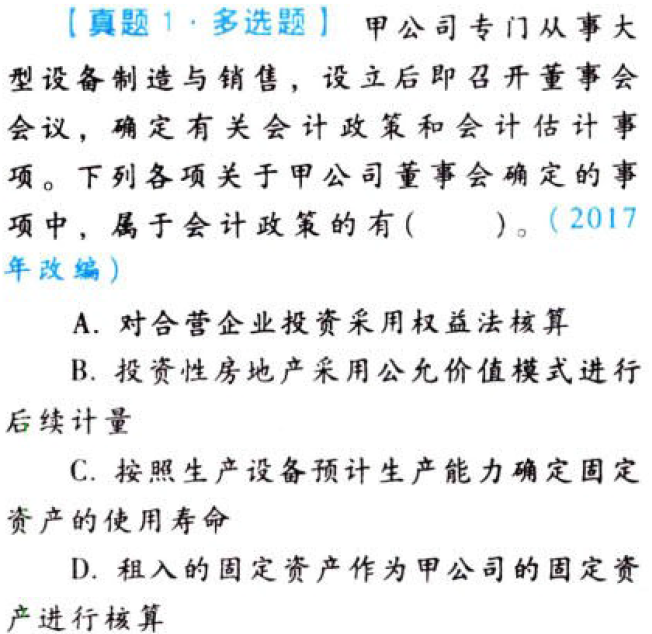 【真题1·多选题】 甲公司专门从事大
型设备制造与销售，设立后即召开董事会
会议，确定有关会计政策和会计估计事
项。下列各项关于甲公司董事会确定的事
项中，属于会计政策的有(　　)。(2017
年改编)
A. 对合营企业投资采用权益法核算
B. 投资性房地产采用公允价值模式进行
后续计量
C. 按照生产设备预计生产能力确定固定
资产的使用寿命
D. 租入的固定资产作为甲公司的固定资
产进行核算